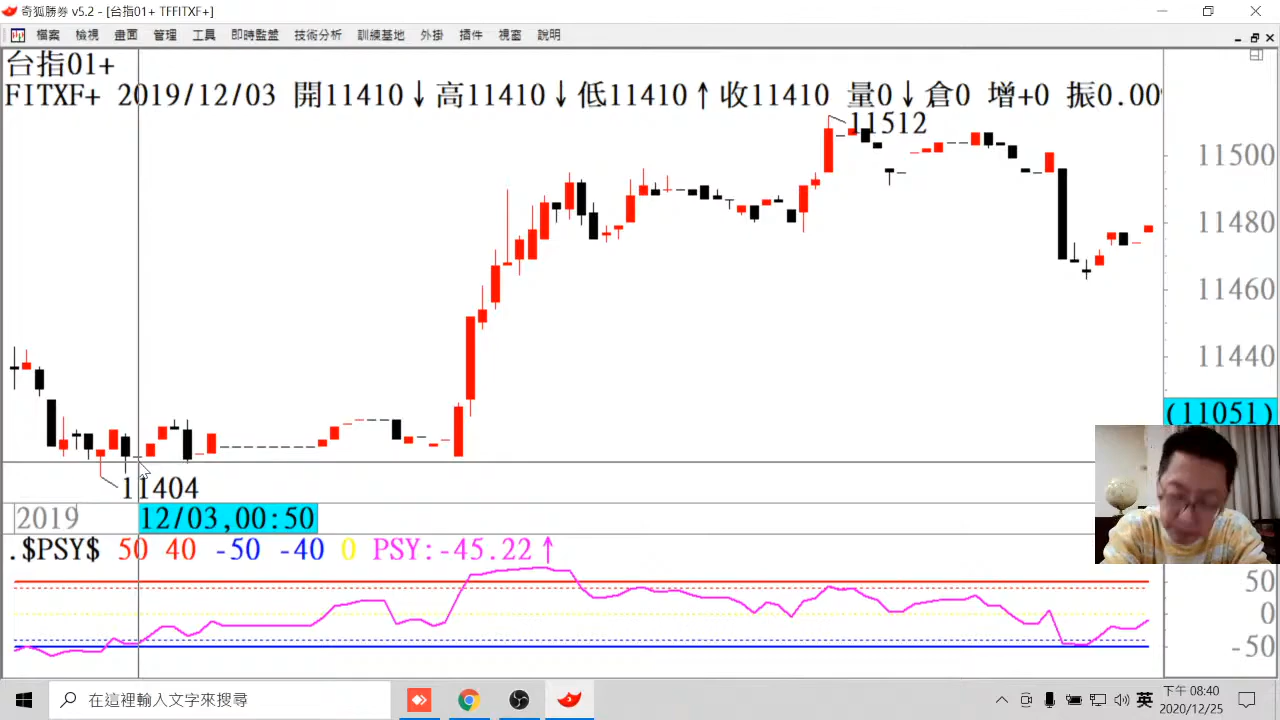 奇狐勝券 v5.2 - [台指01+ TFFITXF+]
檔案 檢視 畫面 管理 工具 即時監盤 技術分析 訓練基地 外掛 插件 視窗 說明
台指01+
FITXF+ 2019/12/03 開11410↓高11410↓低11410↑收11410 量0↓倉0 增+0 振0.00
11512
11500
11480
11460
11440
(11051)
11404
2019 12/03,00:50
.$PSY$ 50 40 -50 -40 0 PSY:-45.22↑
50
0
-50
在這裡輸入文字來搜尋
英
下午 08:40
2020/12/25